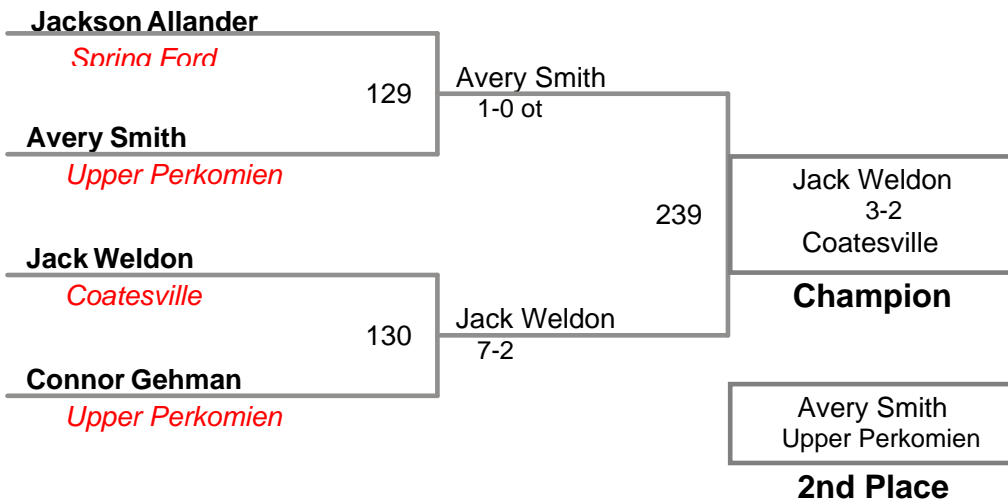 Jackson Allander
Spring Ford
129
Avery Smith
1-0 ot
Avery Smith
Upper Perkomien
239
Jack Weldon
3-2
Coatesville
Champion
Jack Weldon
Coatesville
130
Jack Weldon
7-2
Connor Gehman
Upper Perkomien
Avery Smith
Upper Perkomien
2nd Place